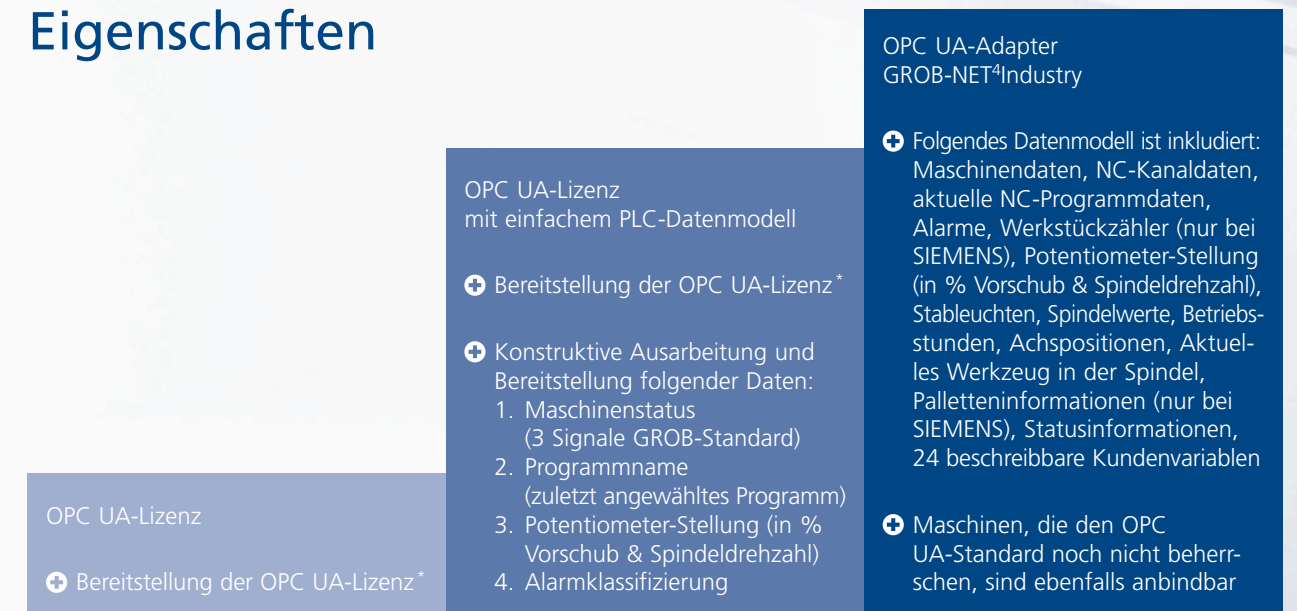 Eigenschaften
OPC UA-Lizenz
⊕ Bereitstellung der OPC UA-Lizenz*
OPC UA-Lizenz
mit einfachem PLC-Datenmodell
⊕ Bereitstellung der OPC UA-Lizenz*
⊕ Konstruktive Ausarbeitung und
Bereitstellung folgender Daten:
1. Maschinenstatus
(3 Signale GROB-Standard)
2. Programmname
(zuletzt angewähltes Programm)
3. Potentiometer-Stellung (in %
Vorschub & Spindeldrehzahl)
4. Alarmklassifizierung
OPC UA-Adapter
GROB-NET⁴Industry
⊕ Folgendes Datenmodell ist inkludiert:
Maschinendaten, NC-Kanaldaten,
aktuelle NC-Programmdaten,
Alarme, Werkstückzähler (nur bei
SIEMENS), Potentiometer-Stellung
(in % Vorschub & Spindeldrehzahl),
Stableuchten, Spindelwerte, Betriebs-
stunden, Achspositionen, Aktuel-
les Werkzeug in der Spindel,
Palletteninformationen (nur bei
SIEMENS), Statusinformationen,
24 beschreibbare Kundenvariablen
⊕ Maschinen, die den OPC
UA-Standard noch nicht beherr-
schen, sind ebenfalls anbindbar